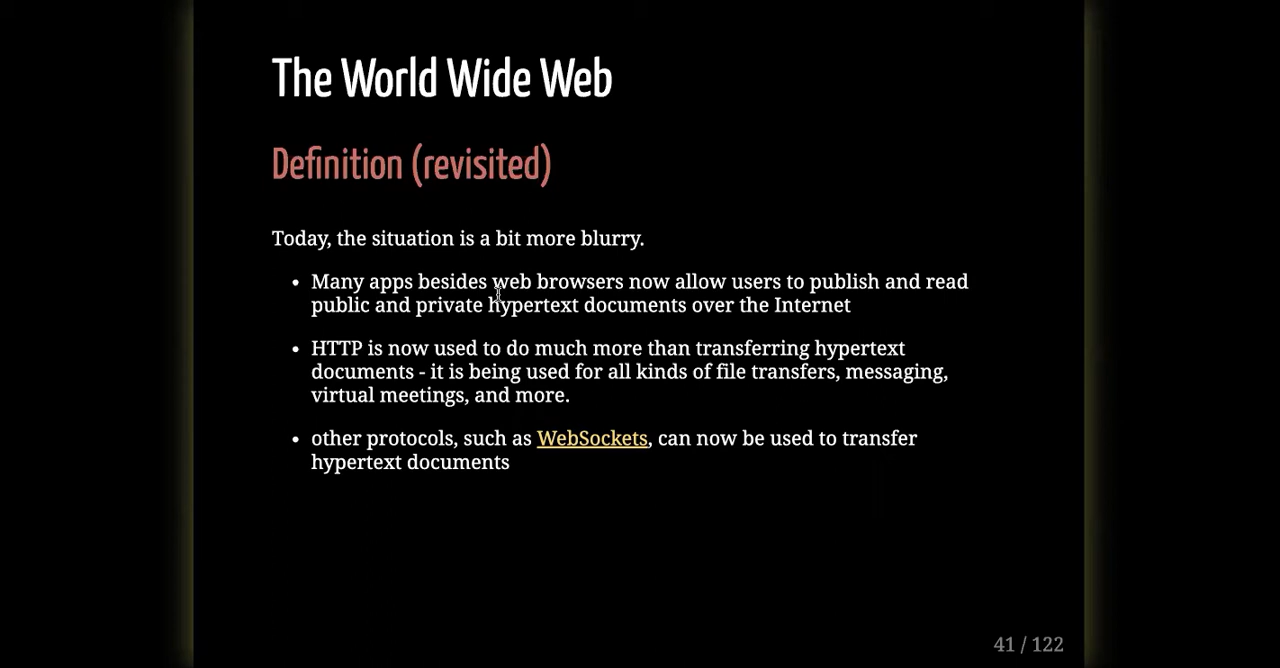 The World Wide Web
Definition (revisited)
Today, the situation is a bit more blurry.
• Many apps besides web browsers now allow users to publish and read
public and private hypertext documents over the Internet
• HTTP is now used to do much more than transferring hypertext
documents - it is being used for all kinds of file transfers, messaging,
virtual meetings, and more.
• other protocols, such as WebSockets, can now be used to transfer
hypertext documents
41 / 122